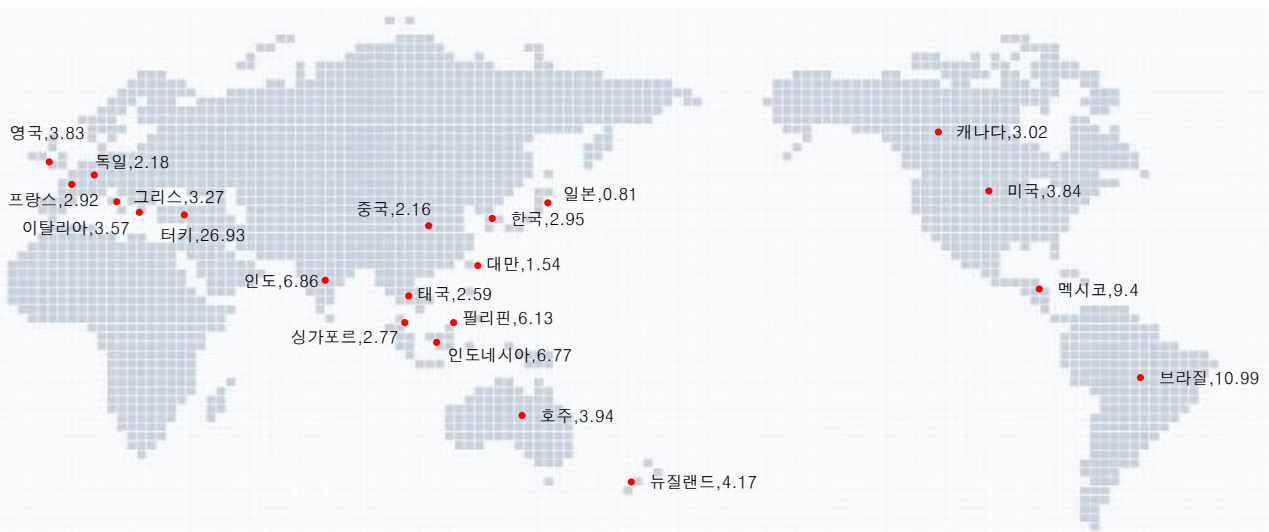 영국,3.83
독일,2.18
프랑스,2.92
그리스,3.27
이탈리아,3.57
터키,26.93
중국,2.16
일본,0.81
한국,2.95
대만,1.54
인도,6.86
태국,2.59
필리핀,6.13
싱가포르,2.77
인도네시아,6.77
호주,3.94
뉴질랜드,4.17
캐나다,3.02
미국,3.84
멕시코,9.4
브라질,10.99